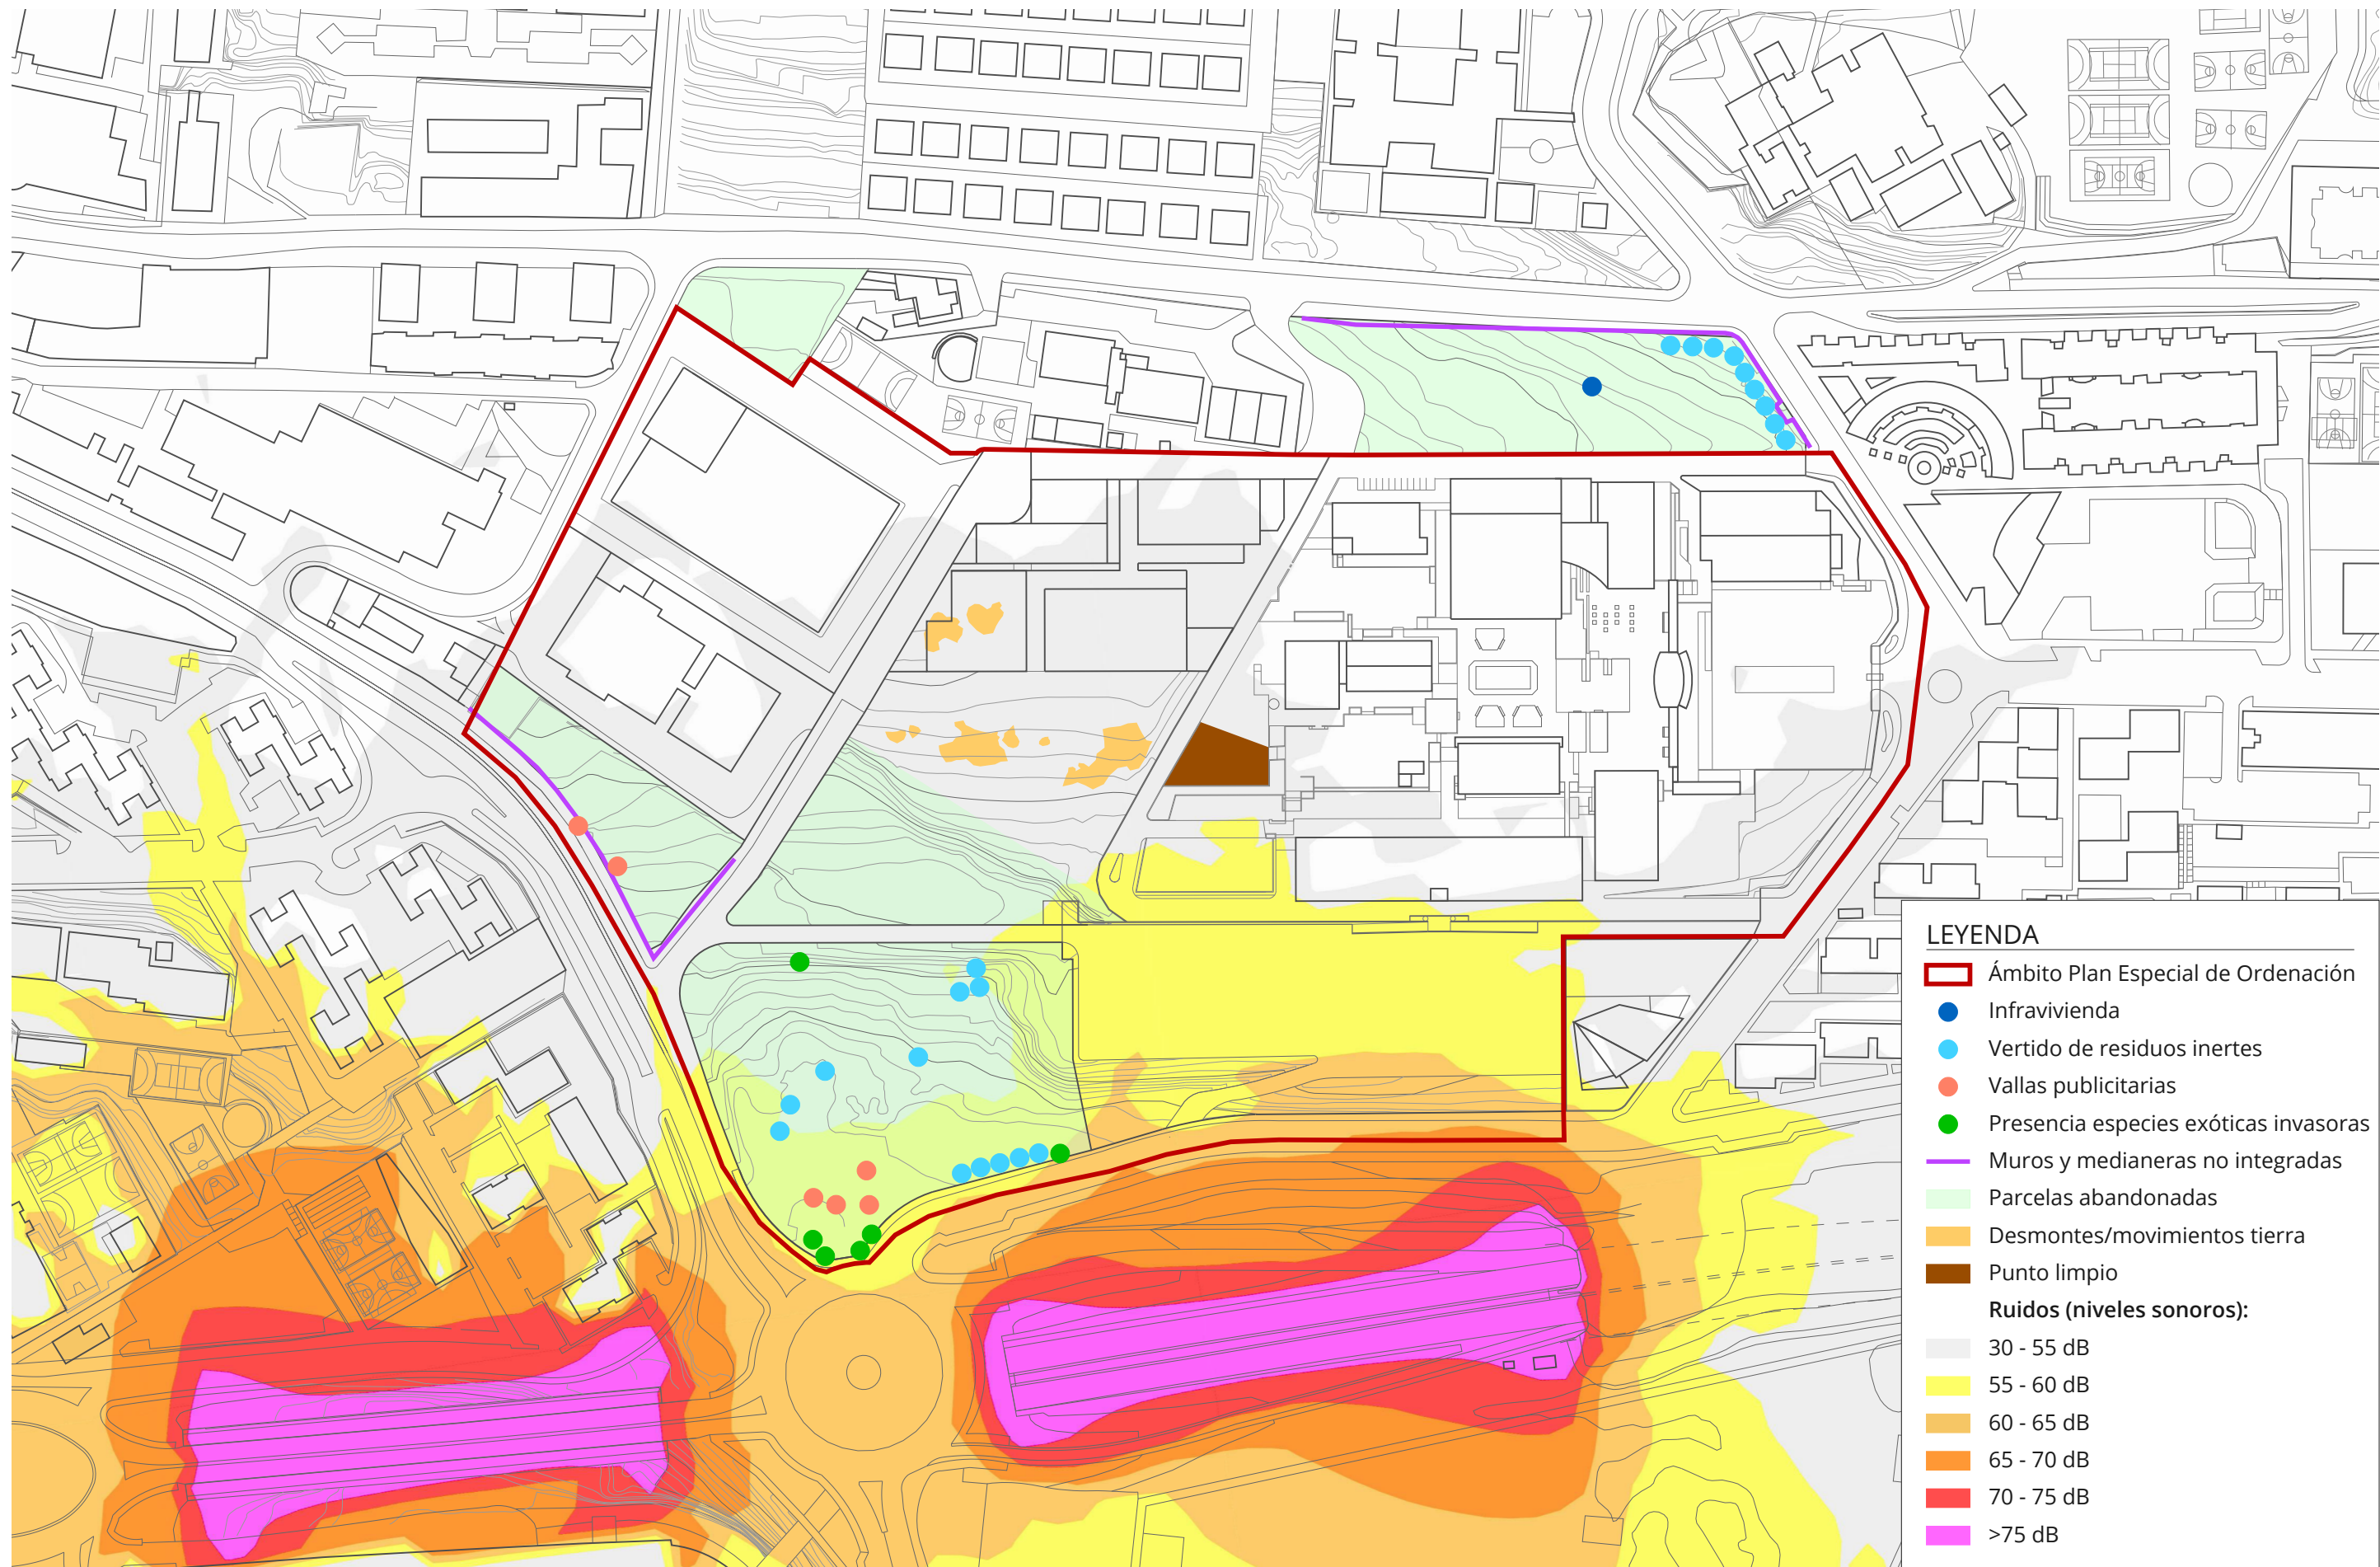 LEYENDA
Ámbito Plan Especial de Ordenación
Infravivienda
Vertido de residuos inertes
Vallas publicitarias
Presencia especies exóticas invasoras
Muros y medianeras no integradas
Parcelas abandonadas
Desmontes/movimientos tierra
Punto limpio
Ruidos (niveles sonoros):
30 - 55 dB
55 - 60 dB
60 - 65 dB
65 - 70 dB
70 - 75 dB
>75 dB